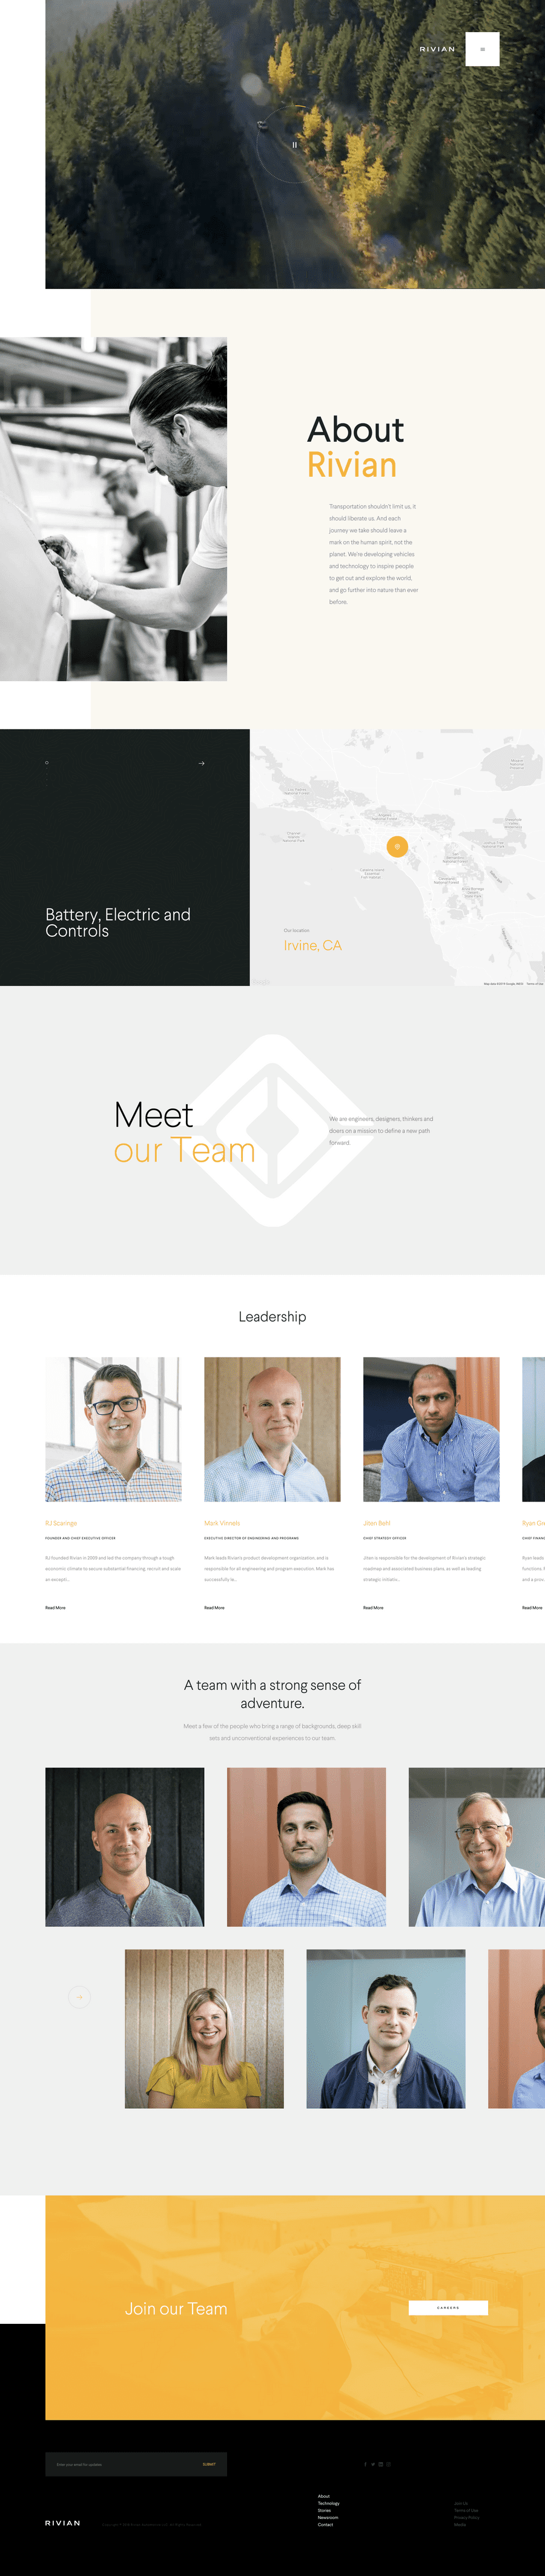 RIVIAN
About
Rivian
Transportation shouldn't limit us, it
should liberate us. And each
journey we take should leave a
mark on the human spirit, not the
planet. We're developing vehicles
and technology to inspire people
to get out and explore the world,
and go further into nature than ever
before.
Battery, Electric and
Controls
Our location
Irvine, CA
Meet
our Team
We are engineers, designers, thinkers and
doers on a mission to define a new path
forward.
Leadership
RJ Scaringe
FOUNDER AND CHIEF EXECUTIVE OFFICER
RJ founded Rivian in 2009 and led the company through a tough
economic climate to secure substantial financing, recruit and scale
an excepti...
Read More
Mark Vinnels
EXECUTIVE DIRECTOR OF ENGINEERING AND PROGRAMS
Mark leads Rivian's product development organization, and is
responsible for all engineering and program execution. Mark has
successfully le...
Read More
Jiten Behl
CHIEF STRATEGY OFFICER
Jiten is responsible for the development of Rivian's strategic
roadmap and associated business plans, as well as leading
strategic initiativ...
Read More
Ryan Gre
CHIEF FINANC
Ryan leads
functions.
and a prov
Read More
A team with a strong sense of
adventure.
Meet a few of the people who bring a range of backgrounds, deep skill
sets and unconventional experiences to our team.
Join our Team
CAREERS
Enter your email for updates
SUBMIT
About
Technology
Stories
Newsroom
Contact
Join Us
Terms of Use
Privacy Policy
Media
RIVIAN